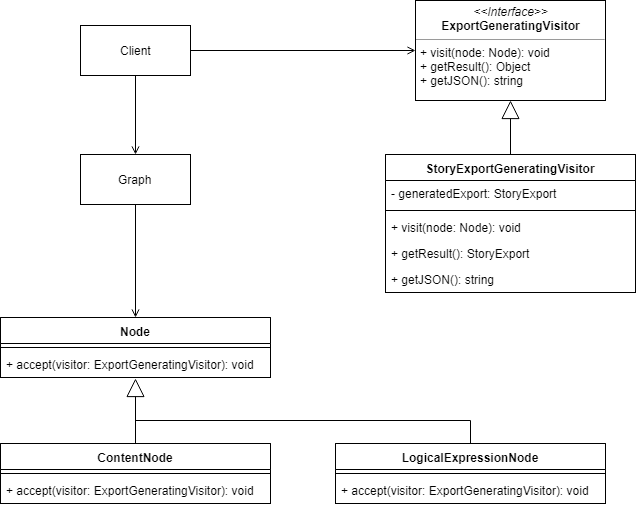 <<Interface>>
ExportGeneratingVisitor
+ visit(node: Node): void
+ getResult(): Object
+ getJSON(): string
Client
Graph
StoryExportGeneratingVisitor
- generatedExport: StoryExport
+ visit(node: Node): void
+ getResult(): StoryExport
+ getJSON(): string
Node
+ accept(visitor: ExportGeneratingVisitor): void
ContentNode
+ accept(visitor: ExportGeneratingVisitor): void
LogicalExpressionNode
+ accept(visitor: ExportGeneratingVisitor): void